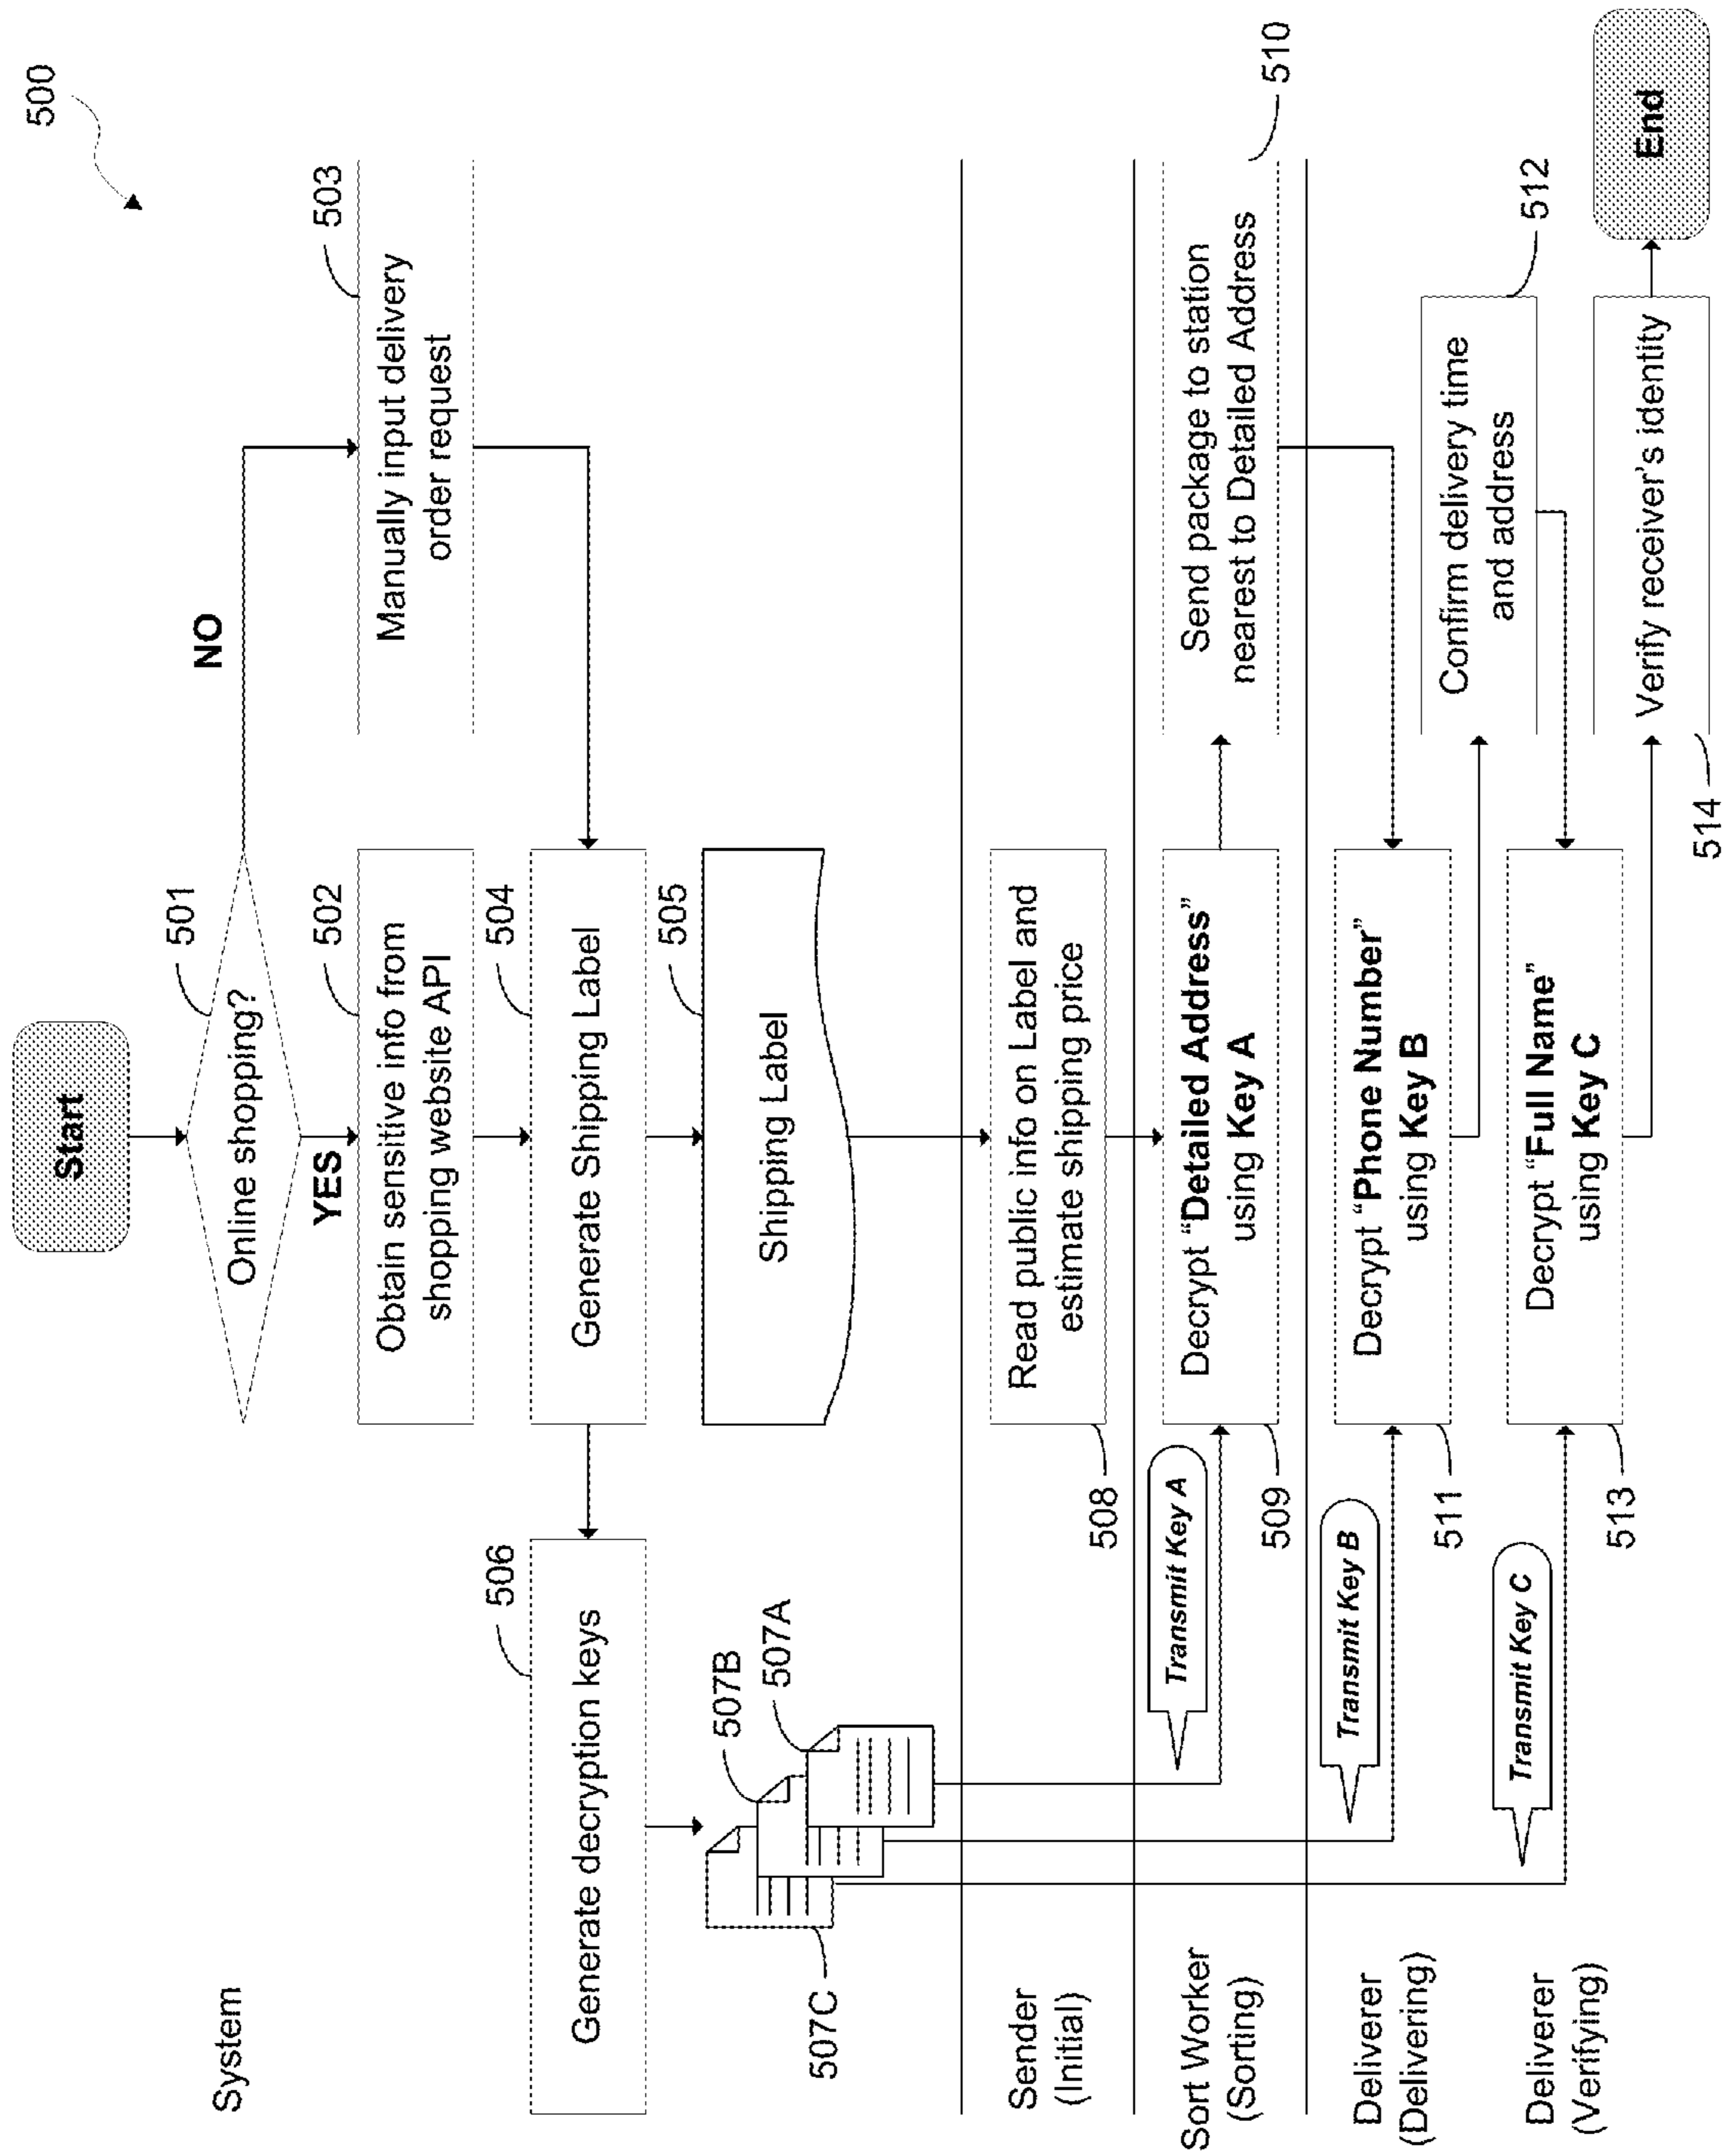 500
Start
501
Online shopping?
NO
YES
502
Obtain sensitive info from
shopping website API
503
Manually input delivery
order request
504
Generate Shipping Label
506
Generate decryption keys
505
Shipping Label
507B
507A
507C
System
Sender
(Initial)
Read public info on Label and
estimate shipping price
508
Sort Worker
(Sorting)
Transmit Key A
Decrypt “Detailed Address”
using Key A
509
Send package to station
nearest to Detailed Address
510
Deliverer
(Delivering)
Transmit Key B
Decrypt “Phone Number”
using Key B
511
Confirm delivery time
and address
512
Deliverer
(Verifying)
Transmit Key C
Decrypt “Full Name”
using Key C
513
Verify receiver's identity
514
End